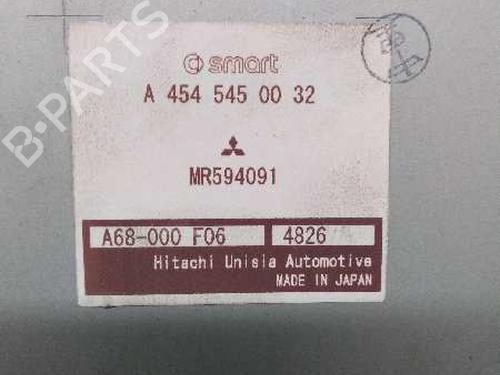 smart
A 454 545 00 32
MR594091
A68-000 F06 4826
Hitachi Unisia Automotive
MADE IN JAPAN
B-PARTS